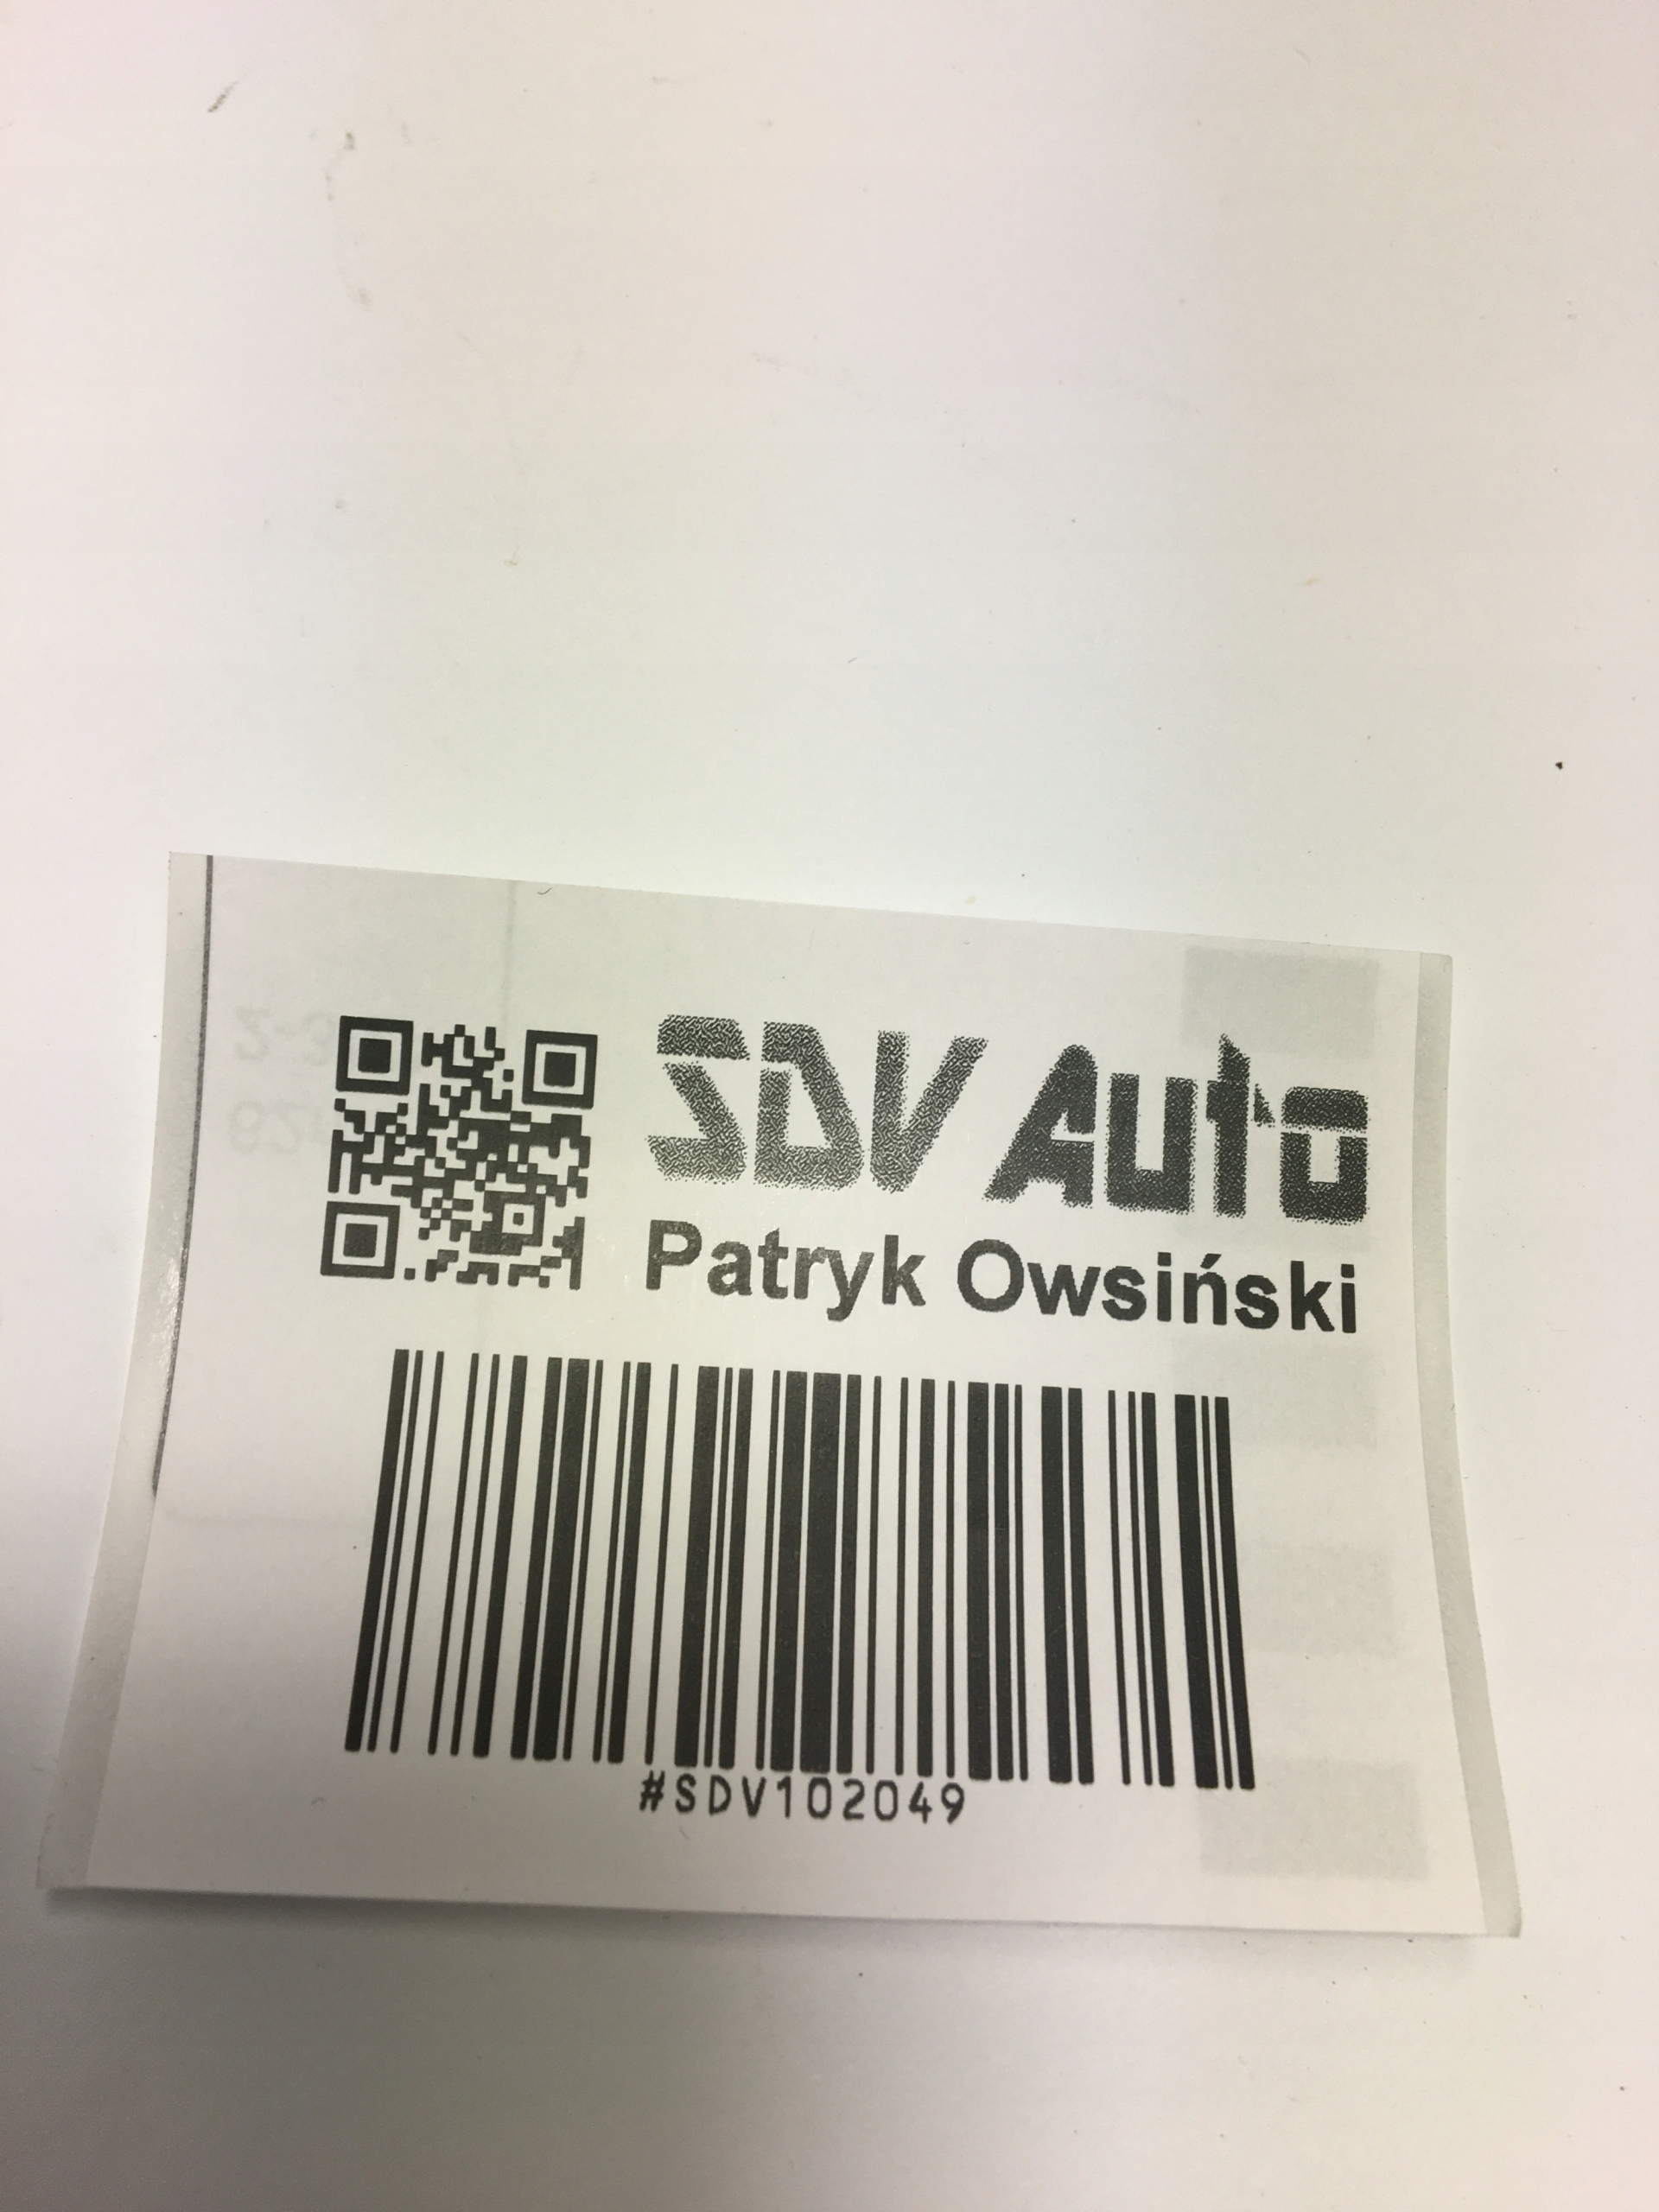 SDV Auto
Patryk Owsiński
#SDV102049